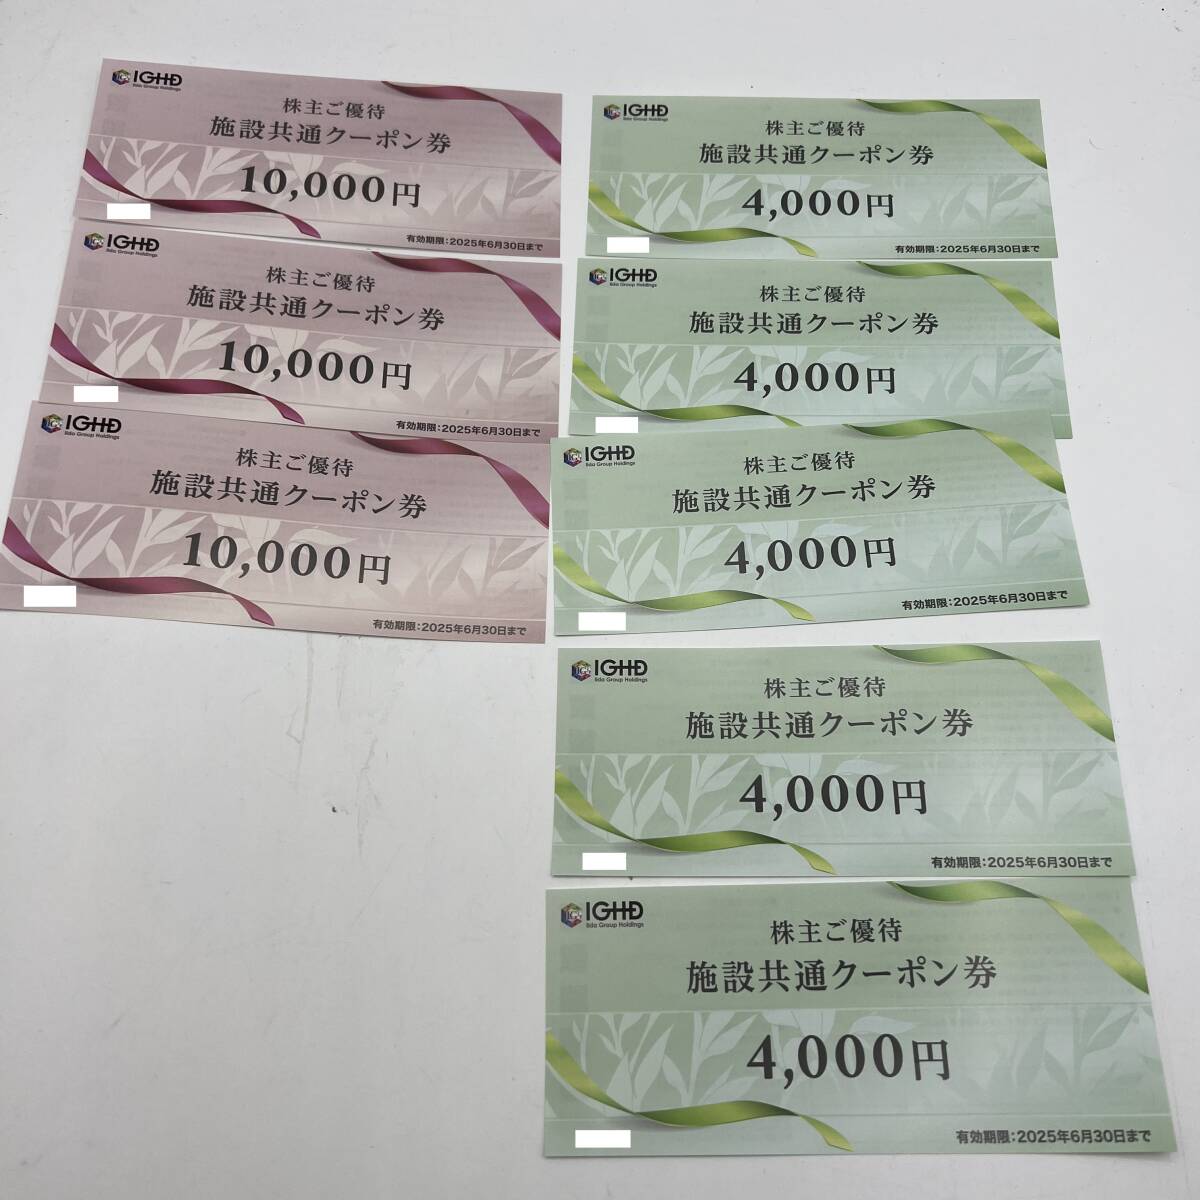 IGHD
Iida Group Holdings
株主ご優待
施設共通クーポン券
10,000円
有効期限:2025年6月30日まで
IGHD
Iida Group Holdings
株主ご優待
施設共通クーポン券
10,000円
有効期限:2025年6月30日まで
IGHD
Iida Group Holdings
株主ご優待
施設共通クーポン券
10,000円
有効期限:2025年6月30日まで
IGHD
Iida Group Holdings
株主ご優待
施設共通クーポン券
4,000円
有効期限:2025年6月30日まで
IGHD
Iida Group Holdings
株主ご優待
施設共通クーポン券
4,000円
IGHD
Iida Group Holdings
株主ご優待
施設共通クーポン券
4,000円
有効期限:2025年6月30日まで
IGHD
Iida Group Holdings
株主ご優待
施設共通クーポン券
4,000円
有効期限:2025年6月30日まで
IGHD
Iida Group Holdings
株主ご優待
施設共通クーポン券
4,000円
有効期限:2025年6月30日まで